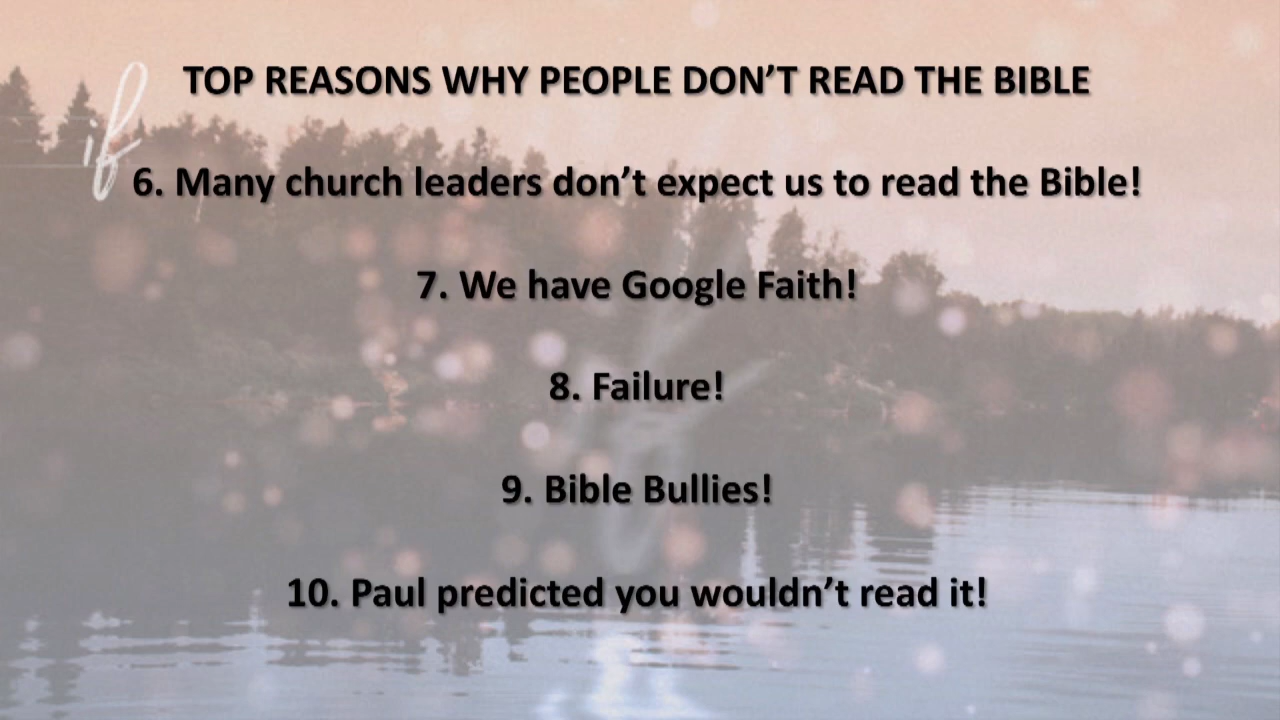 TOP REASONS WHY PEOPLE DON’T READ THE BIBLE
if
6. Many church leaders don’t expect us to read the Bible!
7. We have Google Faith!
8. Failure!
9. Bible Bullies!
10. Paul predicted you wouldn’t read it!